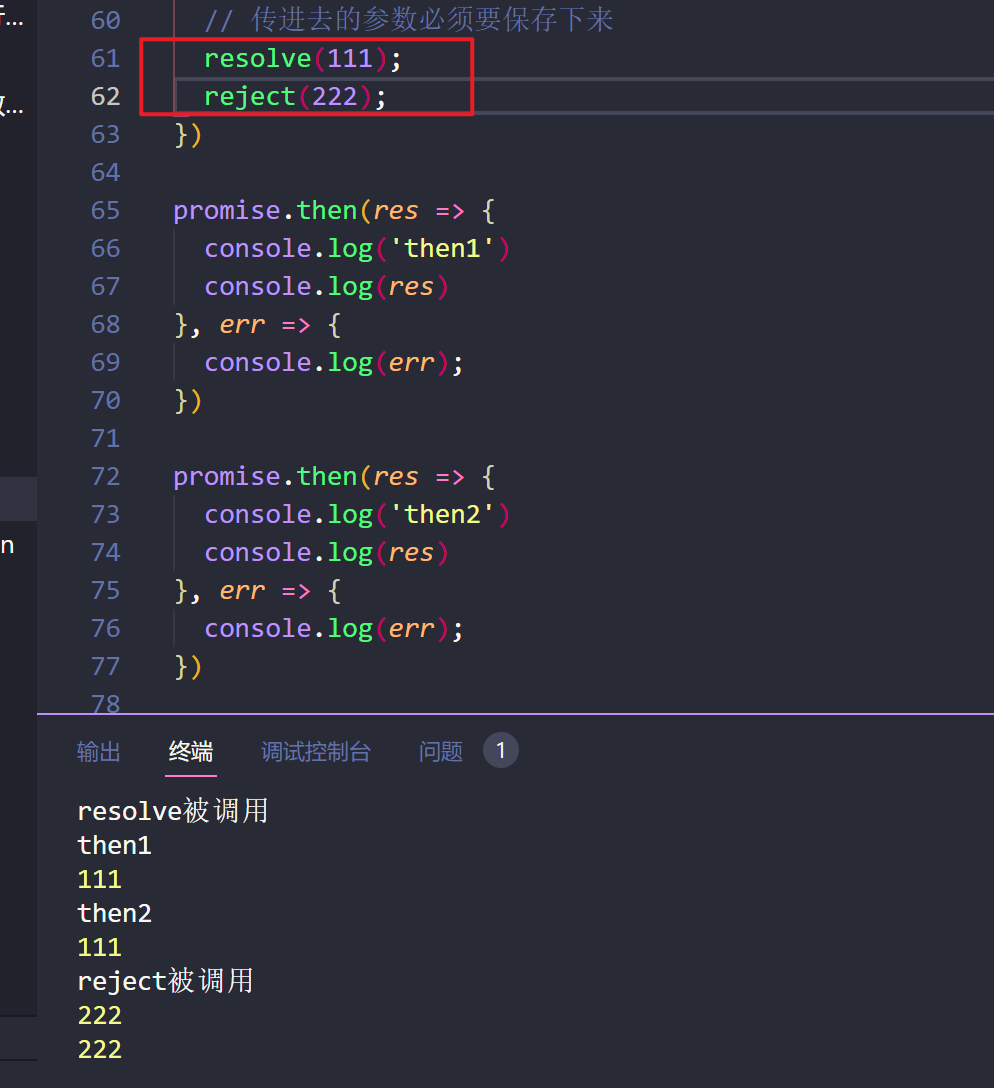 60 // 传进去的参数必须要保存下来
61 resolve(111);
62 reject(222);
63 })
64
65 promise.then(res => {
66 console.log('then1')
67 console.log(res)
68 }, err => {
69 console.log(err);
70 })
71
72 promise.then(res => {
73 console.log('then2')
74 console.log(res)
75 }, err => {
76 console.log(err);
77 })
78
输出 终端 调试控制台 问题 1
resolve被调用
then1
111
then2
111
reject被调用
222
222